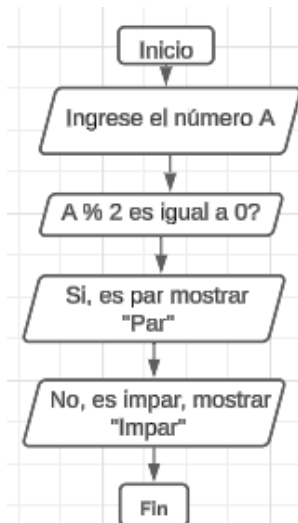 Inicio
Ingrese el número A
A % 2 es igual a 0?
Si, es par mostrar
"Par"
No, es impar, mostrar
"Impar"
Fin